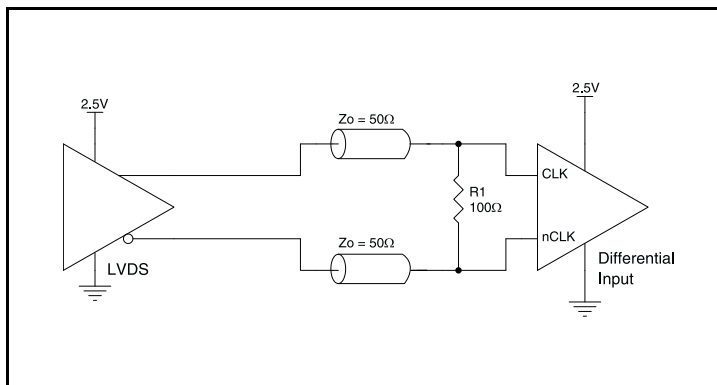 2.5V
2.5V
Zo = 50Ω
CLK
R1
100Ω
Zo = 50Ω
nCLK
LVDS
Differential
Input